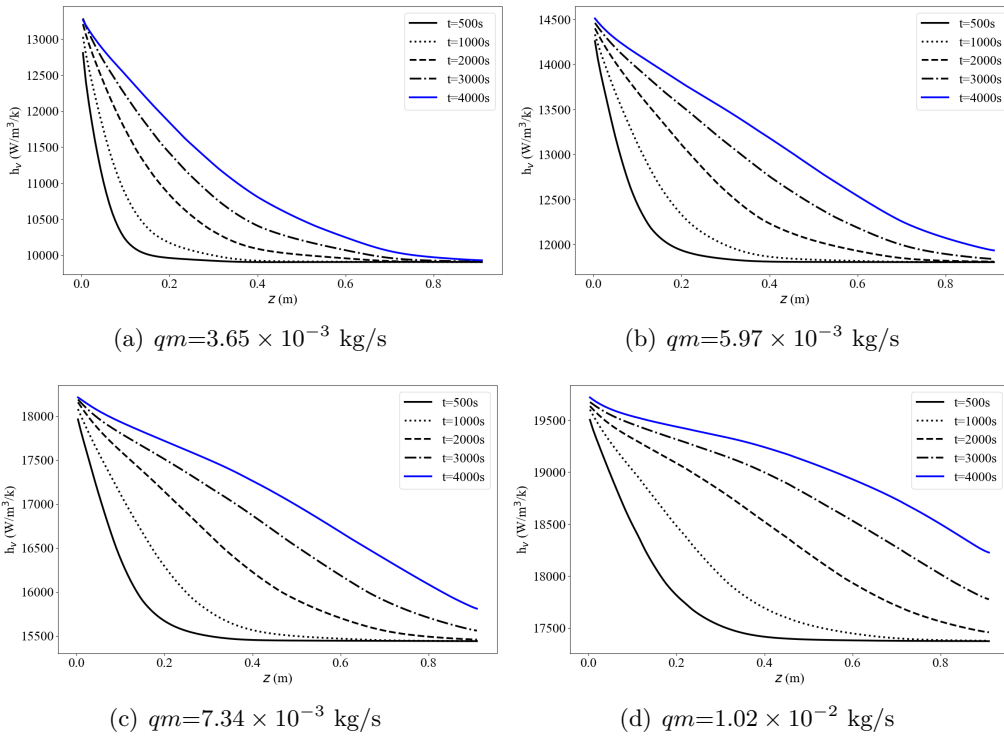 13000
12500
12000
11500
11000
10500
10000
h_v (W/m³/k)
0.0 0.2 0.4 0.6 0.8
z (m)
t=500s
t=1000s
t=2000s
t=3000s
t=4000s
(a) qm=3.65 × 10⁻³ kg/s
14500
14000
13500
13000
12500
12000
h_v (W/m³/k)
0.0 0.2 0.4 0.6 0.8
z (m)
t=500s
t=1000s
t=2000s
t=3000s
t=4000s
(b) qm=5.97 × 10⁻³ kg/s
18000
17500
17000
16500
16000
15500
h_v (W/m³/k)
0.0 0.2 0.4 0.6 0.8
z (m)
t=500s
t=1000s
t=2000s
t=3000s
t=4000s
(c) qm=7.34 × 10⁻³ kg/s
19500
19000
18500
18000
17500
h_v (W/m³/k)
0.0 0.2 0.4 0.6 0.8
z (m)
t=500s
t=1000s
t=2000s
t=3000s
t=4000s
(d) qm=1.02 × 10⁻² kg/s